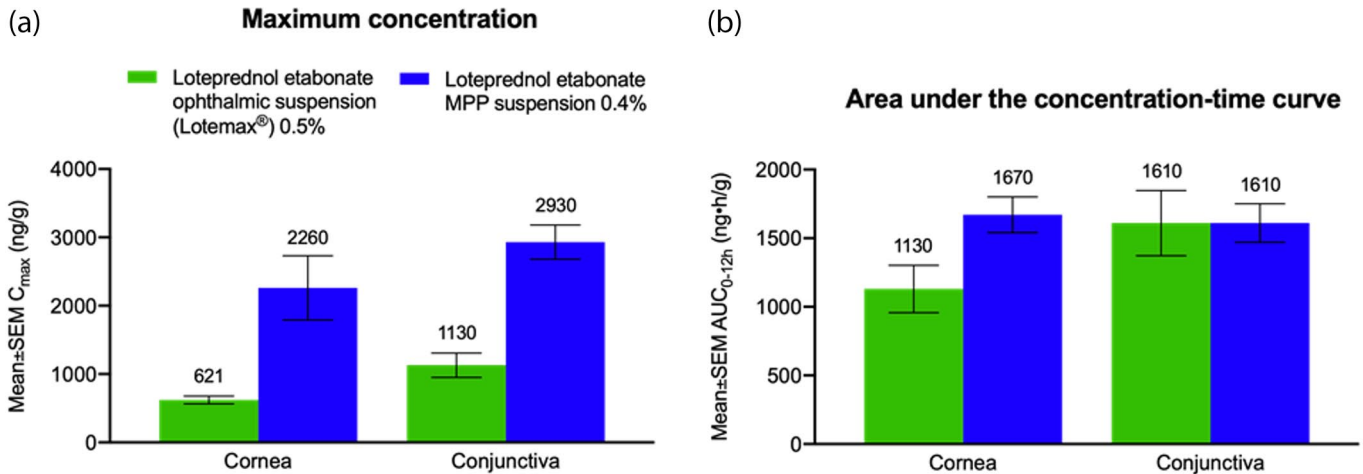 (a)
Maximum concentration
Loteprednol etabonate
ophthalmic suspension
(Lotemax®) 0.5%
Loteprednol etabonate
MPP suspension 0.4%
Mean±SEM Cmax (ng/g)
4000
3000
2000
1000
0
621
2260
1130
2930
Cornea
Conjunctiva
(b)
Area under the concentration-time curve
Mean±SEM AUC0-12h (ng•h/g)
2000
1500
1000
500
0
1130
1670
1610
1610
Cornea
Conjunctiva